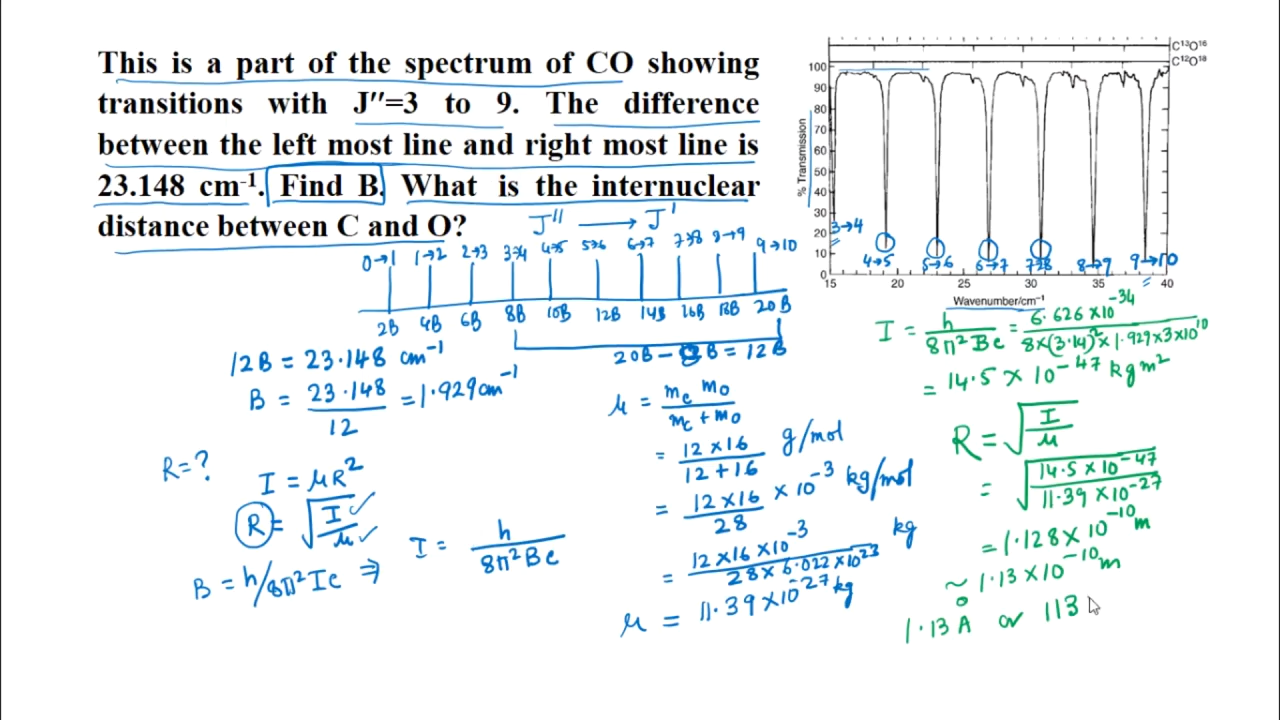 This is a part of the spectrum of CO showing
transitions with J″=3 to 9. The difference
between the left most line and right most line is
23.148 cm⁻¹. Find B. What is the internuclear
distance between C and O?
J″ → J′
0→1 1→2 2→3 3→4 4→5 5→6 6→7 7→8 8→9 9→10
2B 4B 6B 8B 10B 12B 14B 16B 18B 20B
20B − 8B = 12B
12B = 23.148 cm⁻¹
B = 23.148 / 12 = 1.929 cm⁻¹
R = ?
I = μR²
R = √(I/μ)
B = h/8π²Ic ⇒ I = h / 8π²Bc
μ = m_c m_o / m_c + m_o
= 12×16 / 12+16 g/mol
= 12×16 / 28 × 10⁻³ kg/mol
= 12×16×10⁻³ / 28×6.022×10²³ kg
μ = 11.39×10⁻²⁷ kg
C¹³O¹⁶
C¹²O¹⁸
% Transmission
100
90
80
70
60
50
40
30
20
10
0
3→4
4→5 5→6 6→7 7→8 8→9 9→10
15 20 25 30 35 40
Wavenumber/cm⁻¹
I = h / 8π²Bc = 6.626×10⁻³⁴ / 8×(3.14)²×1.929×3×10¹⁰
= 14.5 × 10⁻⁴⁷ kg m²
R = √(I/μ)
= √(14.5×10⁻⁴⁷ / 11.39×10⁻²⁷)
= 1.128×10⁻¹⁰ m
~ 1.13×10⁻¹⁰ m
1.13 Å or 113